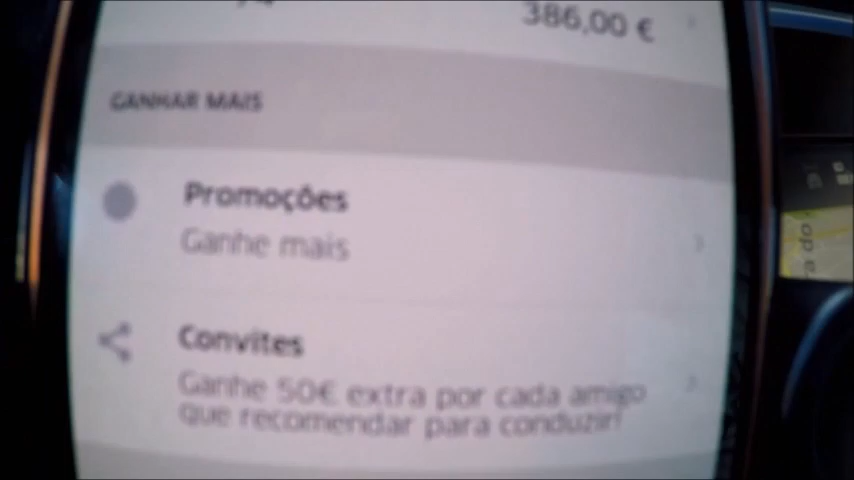 386,00 €
GANHAR MAIS
Promoções
Ganhe mais
Convites
Ganhe 50€ extra por cada amigo
que recomendar para conduzir!